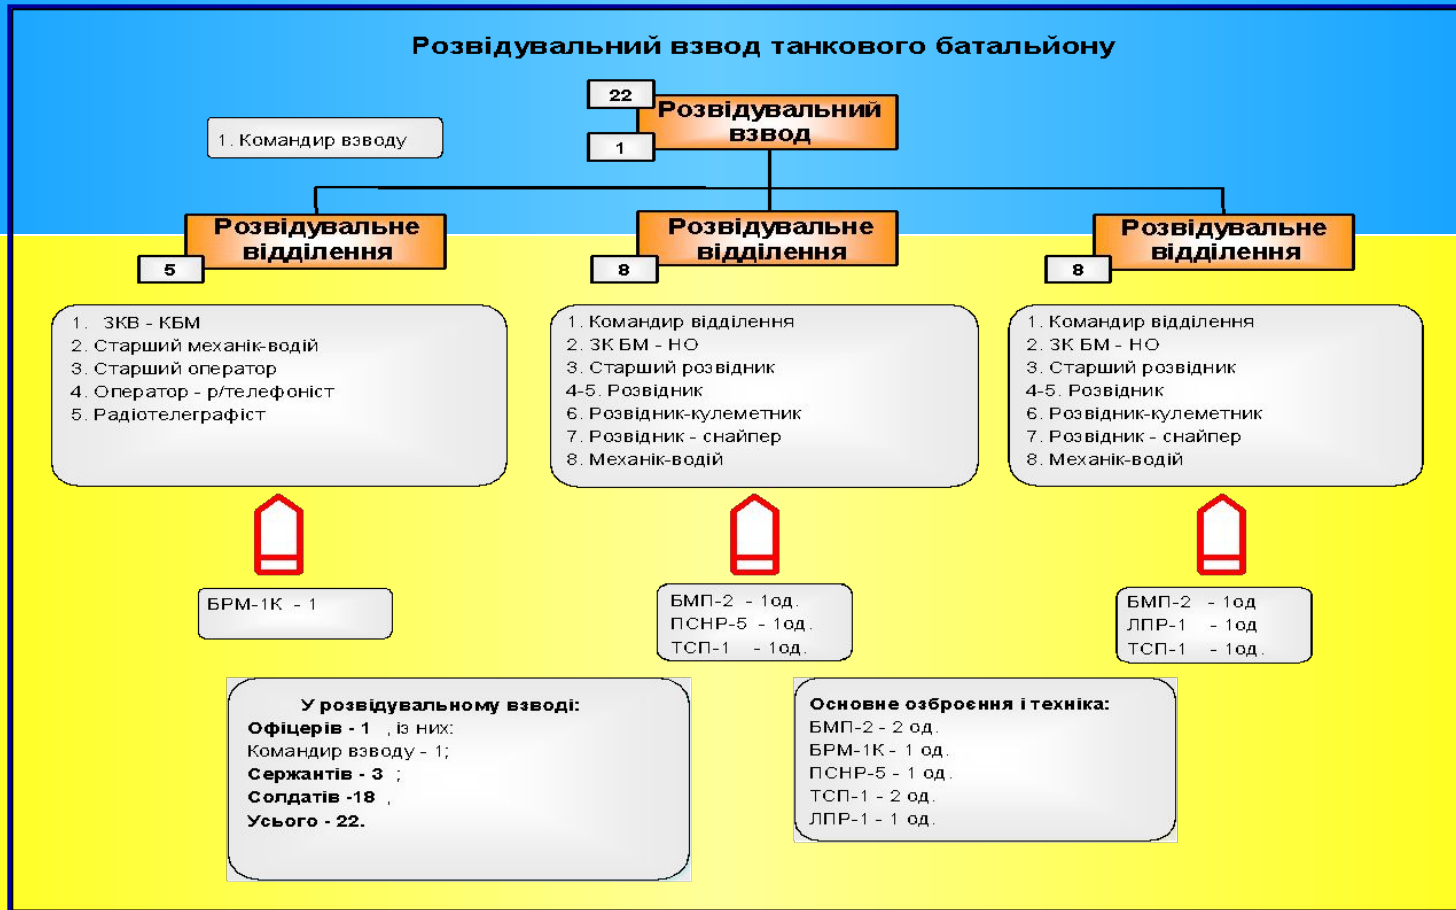 Розвідувальний взвод танкового батальйону
22
Розвідувальний
взвод
1
1. Командир взводу
Розвідувальне
відділення
5
Розвідувальне
відділення
8
Розвідувальне
відділення
8
1. ЗКВ - КБМ
2. Старший механік-водій
3. Старший оператор
4. Оператор - р/телефоніст
5. Радіотелеграфіст
1. Командир відділення
2. ЗК БМ - НО
3. Старший розвідник
4-5. Розвідник
6. Розвідник-кулеметник
7. Розвідник - снайпер
8. Механік-водій
1. Командир відділення
2. ЗК БМ - НО
3. Старший розвідник
4-5. Розвідник
6. Розвідник-кулеметник
7. Розвідник - снайпер
8. Механік-водій
БРМ-1К - 1
БМП-2 - 1од.
ПСНР-5 - 1од.
ТСП-1 - 1од.
БМП-2 - 1од
ЛПР-1 - 1од
ТСП-1 - 1од.
У розвідувальному взводі:
Офіцерів - 1 , із них:
Командир взводу - 1;
Сержантів - 3 ;
Солдатів -18 ,
Усього - 22.
Основне озброєння і техніка:
БМП-2 - 2 од.
БРМ-1К - 1 од.
ПСНР-5 - 1 од.
ТСП-1 - 2 од.
ЛПР-1 - 1 од.